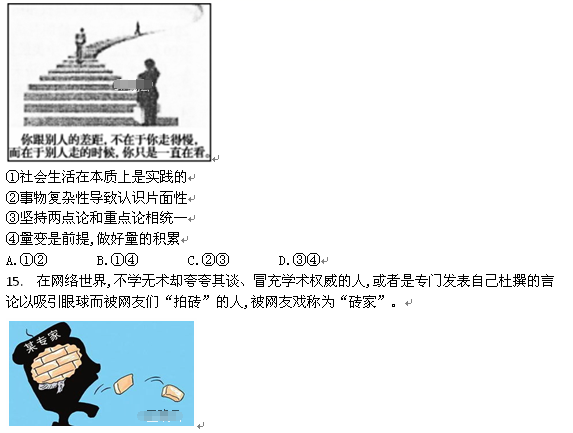 你跟别人的差距,不在于你走得慢,
而在于别人走的时候,你只是一直在看。
①社会生活在本质上是实践的
②事物复杂性导致认识片面性
③坚持两点论和重点论相统一
④量变是前提,做好量的积累
A.①② B.①④ C.②③ D.③④
15. 在网络世界,不学无术却夸夸其谈、冒充学术权威的人,或者是专门发表自己杜撰的言
论以吸引眼球而被网友们“拍砖”的人,被网友戏称为“砖家”。
某专家